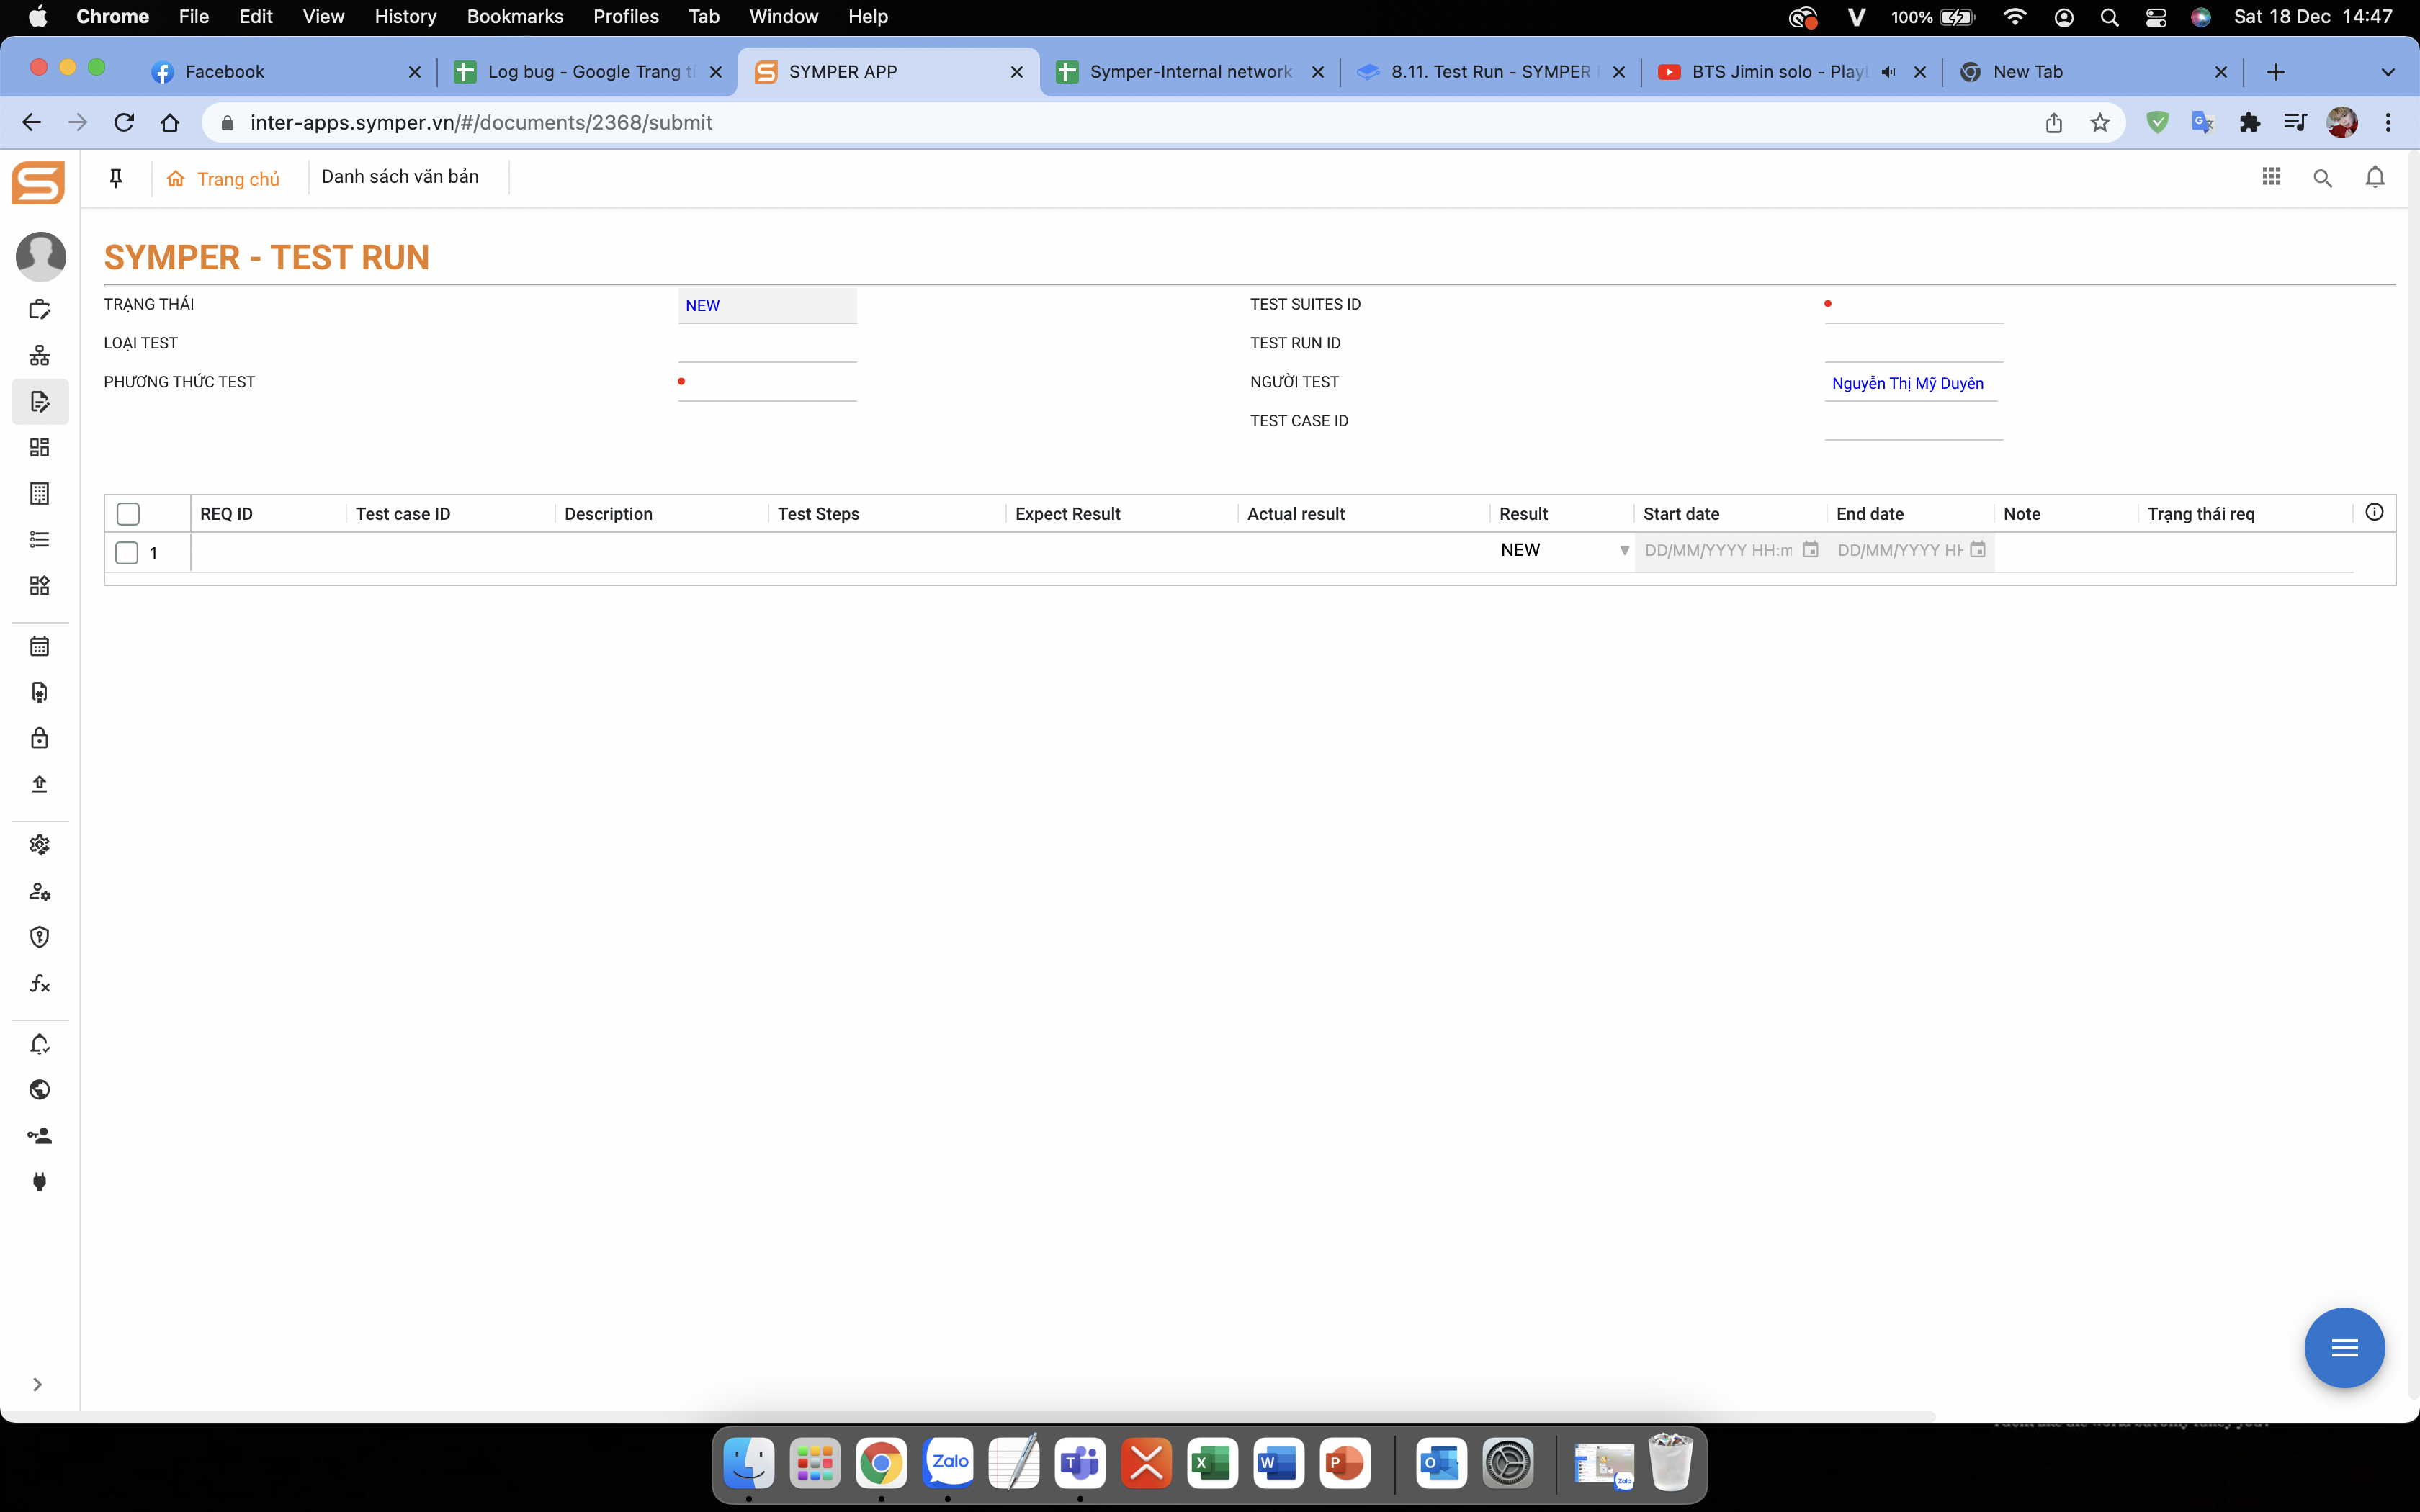 Chrome File Edit View History Bookmarks Profiles Tab Window Help V 100% Sat 18 Dec 14:47
Facebook Log bug - Google Trang tí SYMPER APP Symper-Internal network 8.11. Test Run - SYMPER BTS Jimin solo - Play New Tab
inter-apps.symper.vn/#/documents/2368/submit
Trang chủ Danh sách văn bản
SYMPER - TEST RUN
TRẠNG THÁI NEW TEST SUITES ID
LOẠI TEST TEST RUN ID
PHƯƠNG THỨC TEST NGƯỜI TEST Nguyễn Thị Mỹ Duyên
TEST CASE ID
REQ ID Test case ID Description Test Steps Expect Result Actual result Result Start date End date Note Trạng thái req
1 NEW DD/MM/YYYY HH:m DD/MM/YYYY HH
Zalo T X W P O